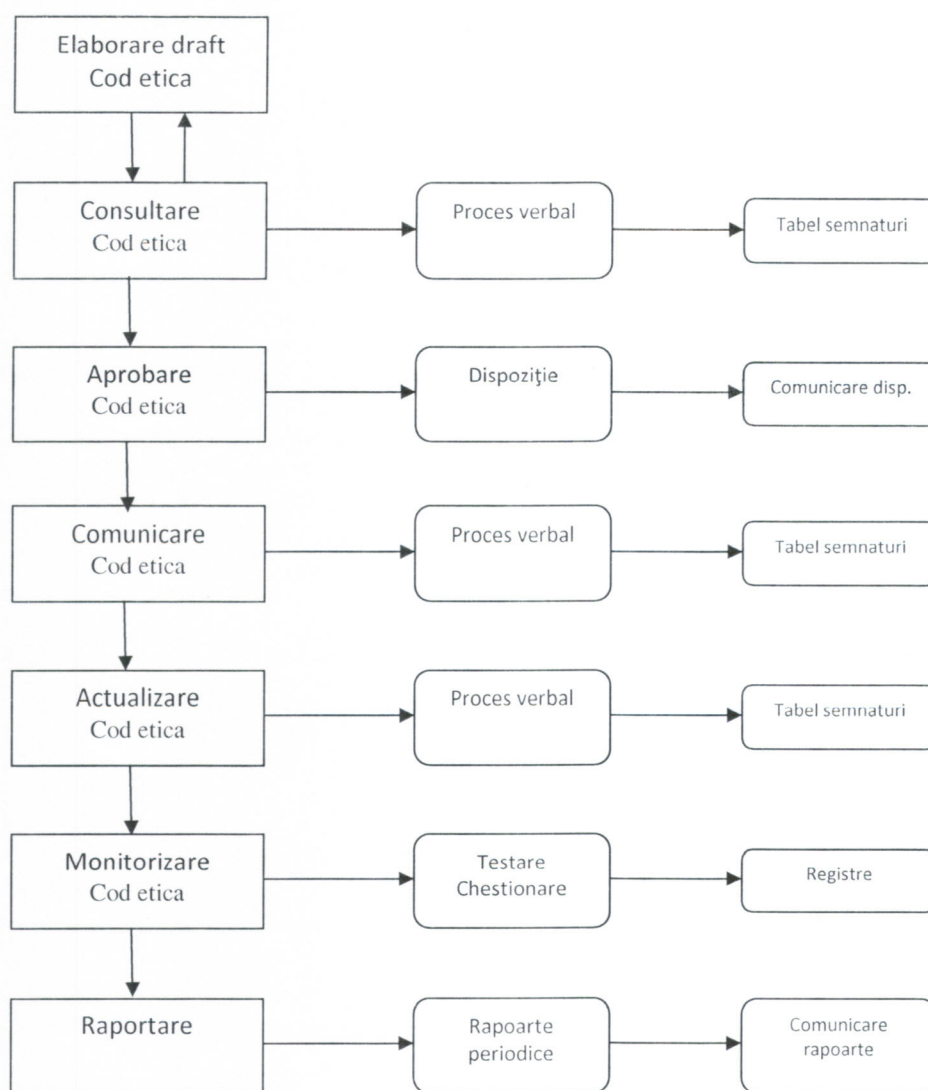 Elaborare draft
Cod etica
Consultare
Cod etica
Proces verbal
Tabel semnaturi
Aprobare
Cod etica
Dispoziţie
Comunicare disp.
Comunicare
Cod etica
Proces verbal
Tabel semnaturi
Actualizare
Cod etica
Proces verbal
Tabel semnaturi
Monitorizare
Cod etica
Testare
Chestionare
Registre
Raportare
Rapoarte
periodice
Comunicare
rapoarte